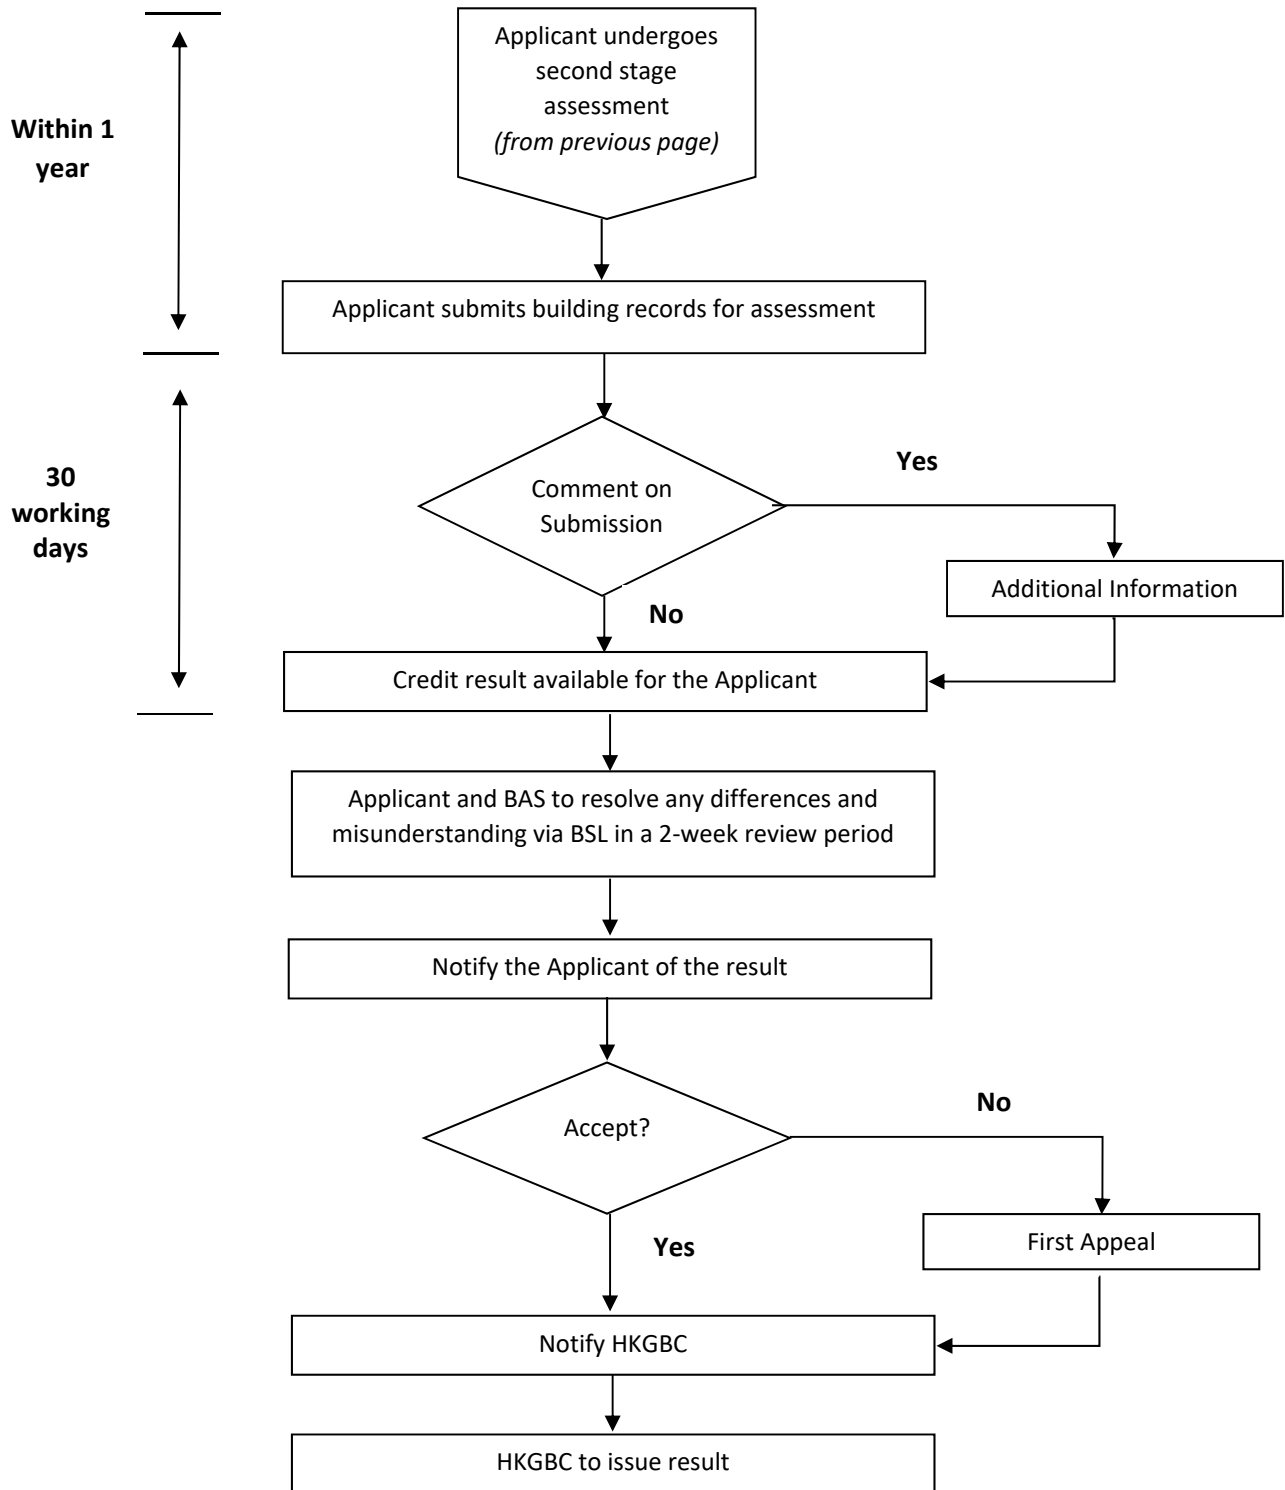 Applicant undergoes
second stage
assessment
(from previous page)
Within 1
year
Applicant submits building records for assessment
30
working
days
Comment on
Submission
Yes
Additional Information
No
Credit result available for the Applicant
Applicant and BAS to resolve any differences and
misunderstanding via BSL in a 2-week review period
Notify the Applicant of the result
Accept?
No
First Appeal
Yes
Notify HKGBC
HKGBC to issue result